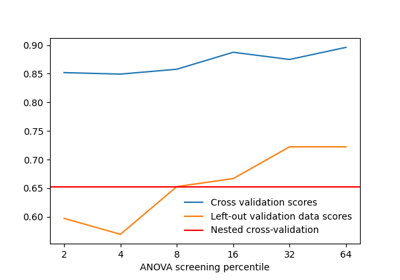 0.90
0.85
0.80
0.75
0.70
0.65
0.60
Cross validation scores
Left-out validation data scores
Nested cross-validation
2 4 8 16 32 64
ANOVA screening percentile